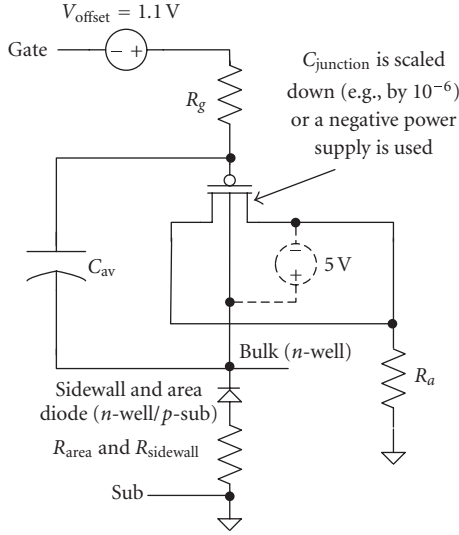 V_offset = 1.1 V
Gate
− +
R_g
C_junction is scaled
down (e.g., by 10^−6)
or a negative power
supply is used
−
+
5 V
C_av
Bulk (n-well)
R_a
Sidewall and area
diode (n-well/p-sub)
R_area and R_sidewall
Sub